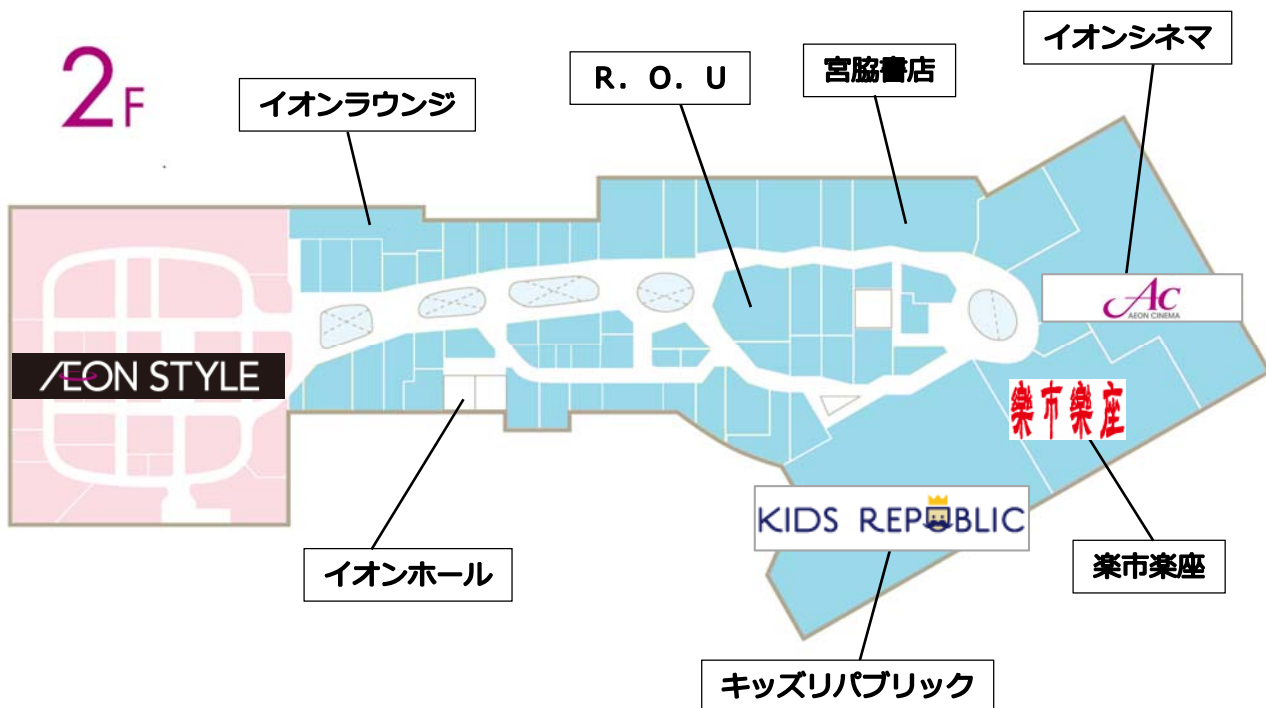 2F
イオンラウンジ
R．O．U
宮脇書店
イオンシネマ
AC
AEON CINEMA
ÆON STYLE
樂市樂座
KIDS REPUBLIC
イオンホール
楽市楽座
キッズリパブリック